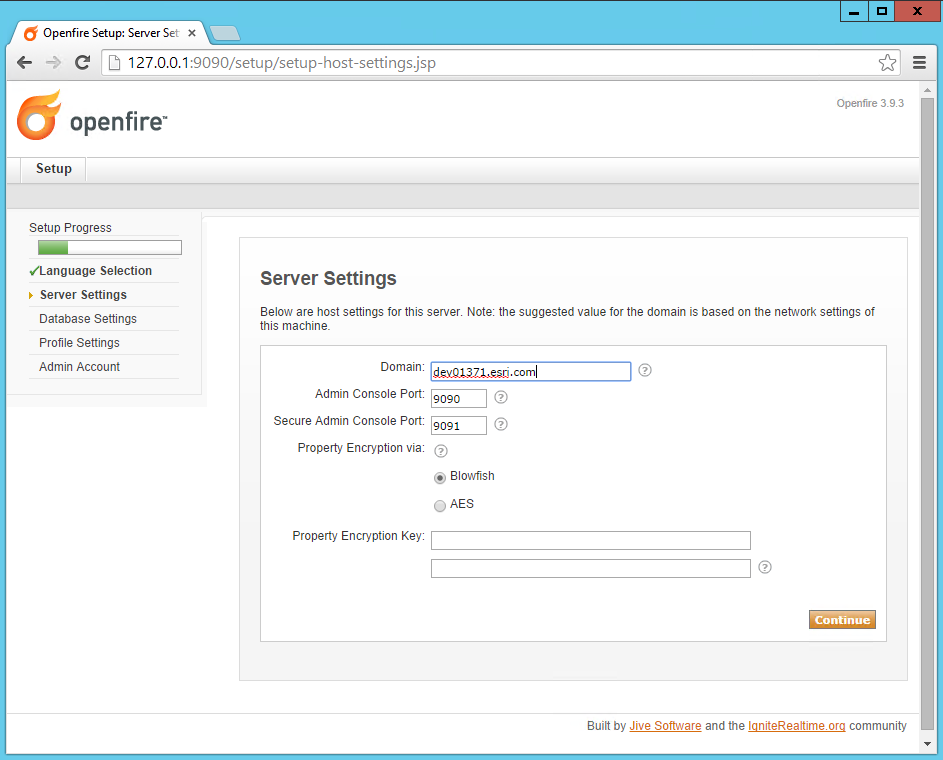 Openfire Setup: Server Set
127.0.0.1:9090/setup/setup-host-settings.jsp
openfire™
Openfire 3.9.3
Setup
Setup Progress
Language Selection
Server Settings
Database Settings
Profile Settings
Admin Account
Server Settings
Below are host settings for this server. Note: the suggested value for the domain is based on the network settings of
this machine.
Domain: dev01371.esri.com ?
Admin Console Port: 9090 ?
Secure Admin Console Port: 9091 ?
Property Encryption via: ?
Blowfish
AES
Property Encryption Key:
?
Continue
Built by Jive Software and the IgniteRealtime.org community